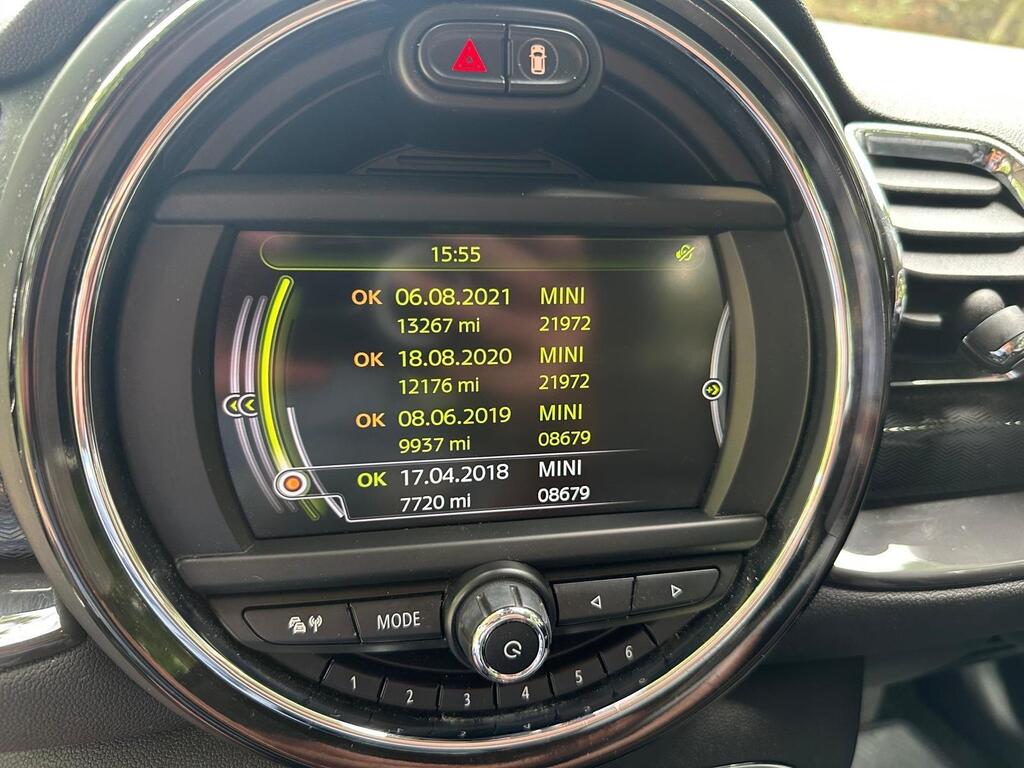 15:55
OK 06.08.2021 MINI
13267 mi 21972
OK 18.08.2020 MINI
12176 mi 21972
OK 08.06.2019 MINI
9937 mi 08679
OK 17.04.2018 MINI
7720 mi 08679
MODE
1 2 3 4 5 6